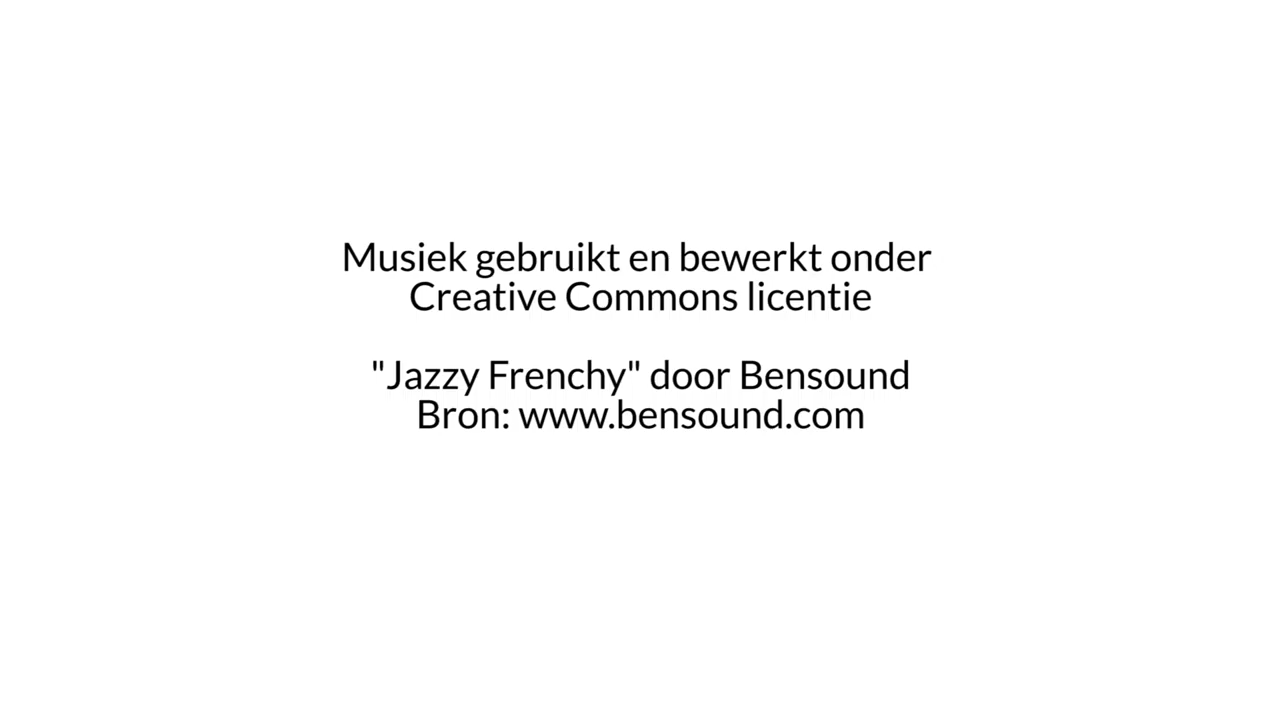 Musiek gebruikt en bewerkt onder
Creative Commons licentie
"Jazzy Frenchy" door Bensound
Bron: www.bensound.com